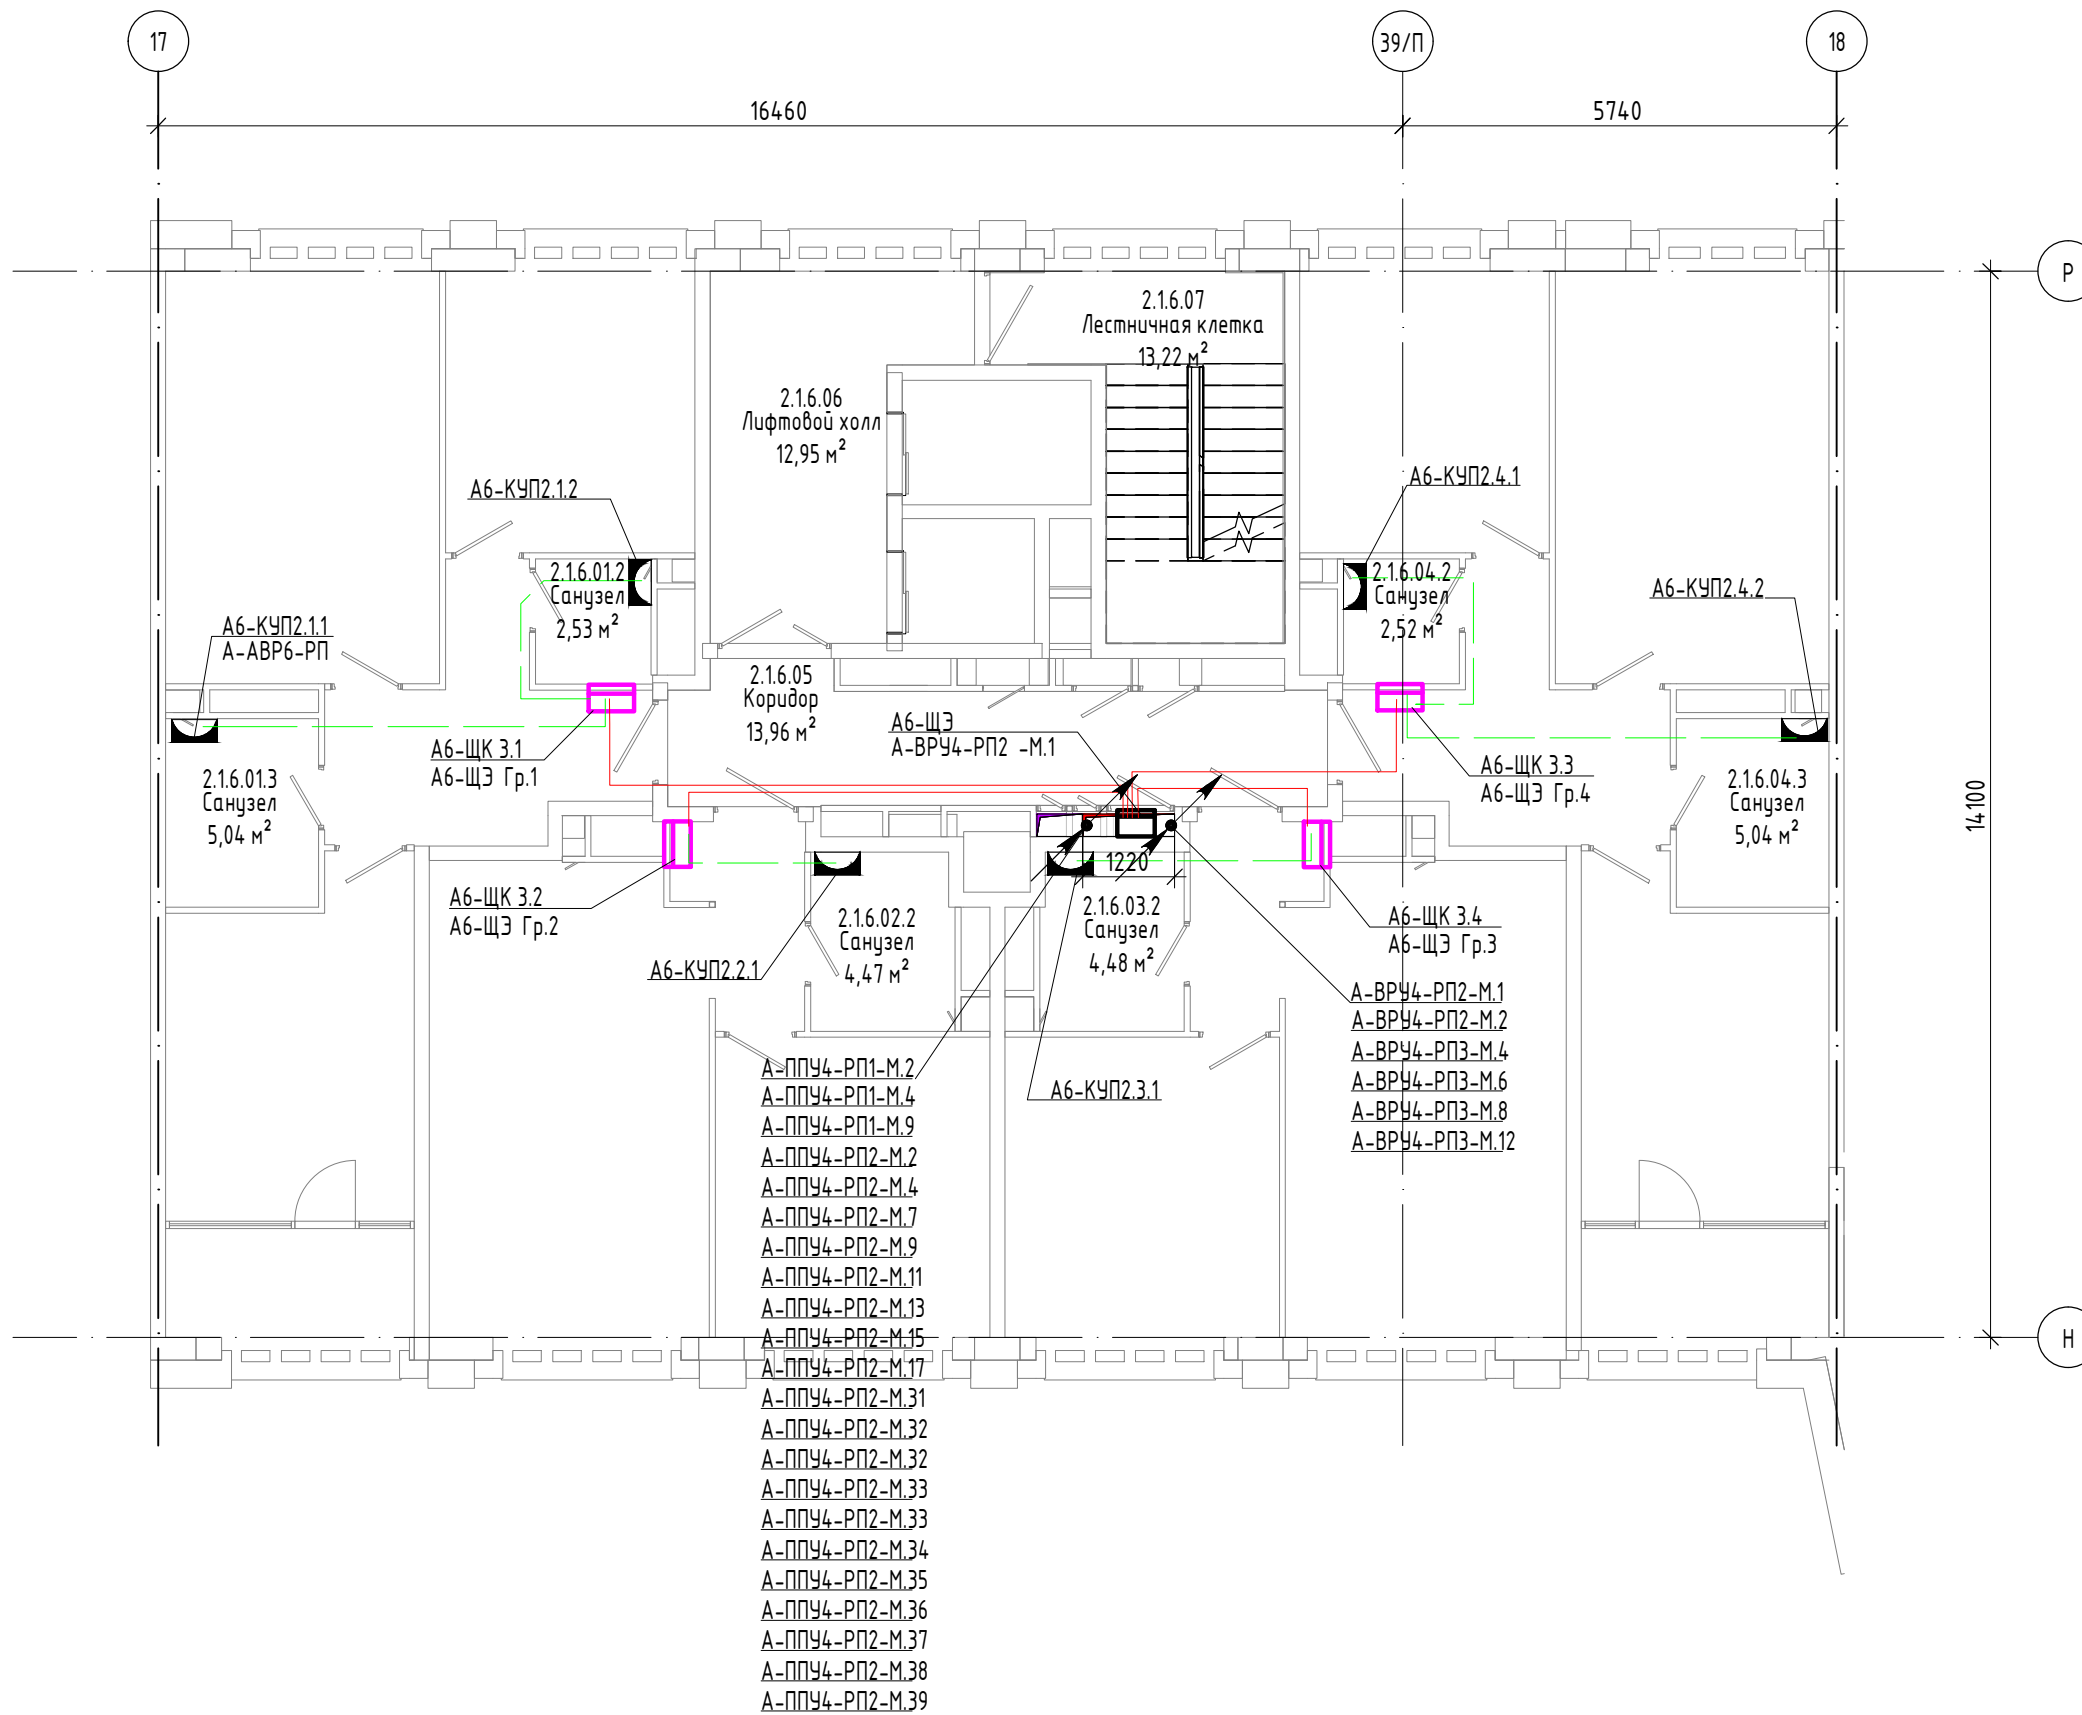 17
39/П
18
16460
5740
Р
2.1.6.07
Лестничная клетка
13,22 м²
2.1.6.06
Лифтовой холл
12,95 м²
А6-КУП2.1.2
А6-КУП2.4.1
2.1.6.01.2
Санузел
2,53 м²
2.1.6.04.2
Санузел
2,52 м²
А6-КУП2.4.2
А6-КУП2.1.1
А-АВР6-РП
2.1.6.05
Коридор
13,96 м²
А6-ЩЭ
А-ВРУ4-РП2 -М.1
А6-ЩК 3.1
А6-ЩЭ Гр.1
А6-ЩК 3.3
А6-ЩЭ Гр.4
2.1.6.01.3
Санузел
5,04 м²
2.1.6.04.3
Санузел
5,04 м²
14100
1220
А6-ЩК 3.2
А6-ЩЭ Гр.2
2.1.6.02.2
Санузел
4,47 м²
2.1.6.03.2
Санузел
4,48 м²
А6-ЩК 3.4
А6-ЩЭ Гр.3
А6-КУП2.2.1
А-ВРУ4-РП2-М.1
А-ВРУ4-РП2-М.2
А-ВРУ4-РП3-М.4
А-ВРУ4-РП3-М.6
А-ВРУ4-РП3-М.8
А-ВРУ4-РП3-М.12
А6-КУП2.3.1
А-ППУ4-РП1-М.2
А-ППУ4-РП1-М.4
А-ППУ4-РП1-М.9
А-ППУ4-РП2-М.2
А-ППУ4-РП2-М.4
А-ППУ4-РП2-М.7
А-ППУ4-РП2-М.9
А-ППУ4-РП2-М.11
А-ППУ4-РП2-М.13
А-ППУ4-РП2-М.15
А-ППУ4-РП2-М.17
А-ППУ4-РП2-М.31
А-ППУ4-РП2-М.32
А-ППУ4-РП2-М.32
А-ППУ4-РП2-М.33
А-ППУ4-РП2-М.33
А-ППУ4-РП2-М.34
А-ППУ4-РП2-М.35
А-ППУ4-РП2-М.36
А-ППУ4-РП2-М.37
А-ППУ4-РП2-М.38
А-ППУ4-РП2-М.39
Н